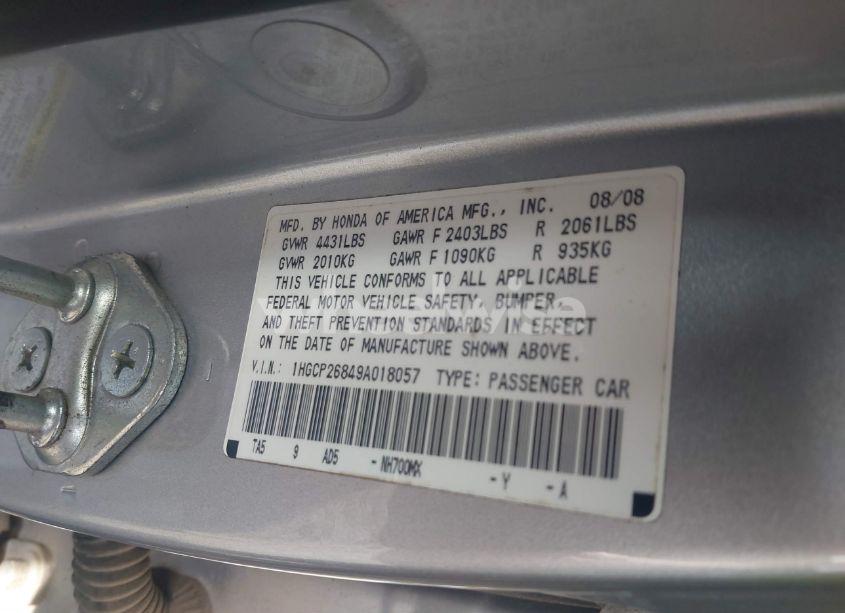 MFD. BY HONDA OF AMERICA MFG., INC. 08/08
GVWR 4431LBS GAWR F 2403LBS R 2061LBS
GVWR 2010KG GAWR F 1090KG R 935KG
THIS VEHICLE CONFORMS TO ALL APPLICABLE
FEDERAL MOTOR VEHICLE SAFETY, BUMPER
AND THEFT PREVENTION STANDARDS IN EFFECT
ON THE DATE OF MANUFACTURE SHOWN ABOVE.
V.I.N.: 1HGCP26849A018057 TYPE: PASSENGER CAR
TA5 9 AD5 -NH700MX -Y -A